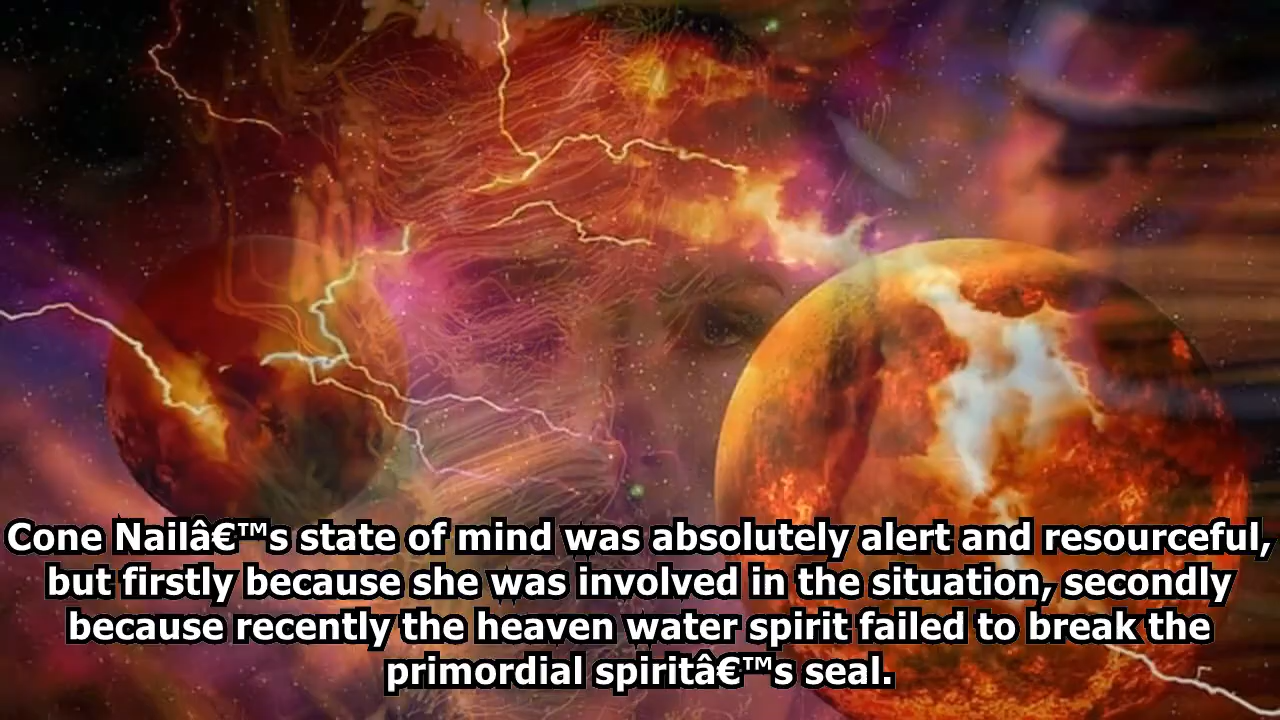 Cone Nailâ€™s state of mind was absolutely alert and resourceful,
but firstly because she was involved in the situation, secondly
because recently the heaven water spirit failed to break the
primordial spiritâ€™s seal.